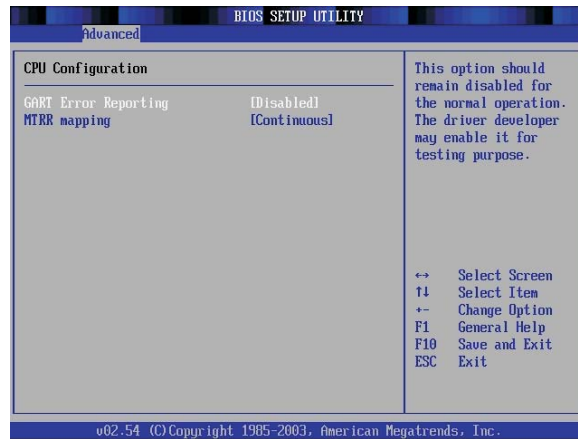 BIOS SETUP UTILITY
Advanced
CPU Configuration
GART Error Reporting [Disabled]
MTRR mapping [Continuous]
This option should
remain disabled for
the normal operation.
The driver developer
may enable it for
testing purpose.
↔ Select Screen
↑↓ Select Item
+- Change Option
F1 General Help
F10 Save and Exit
ESC Exit
v02.54 (C)Copyright 1985-2003, American Megatrends, Inc.